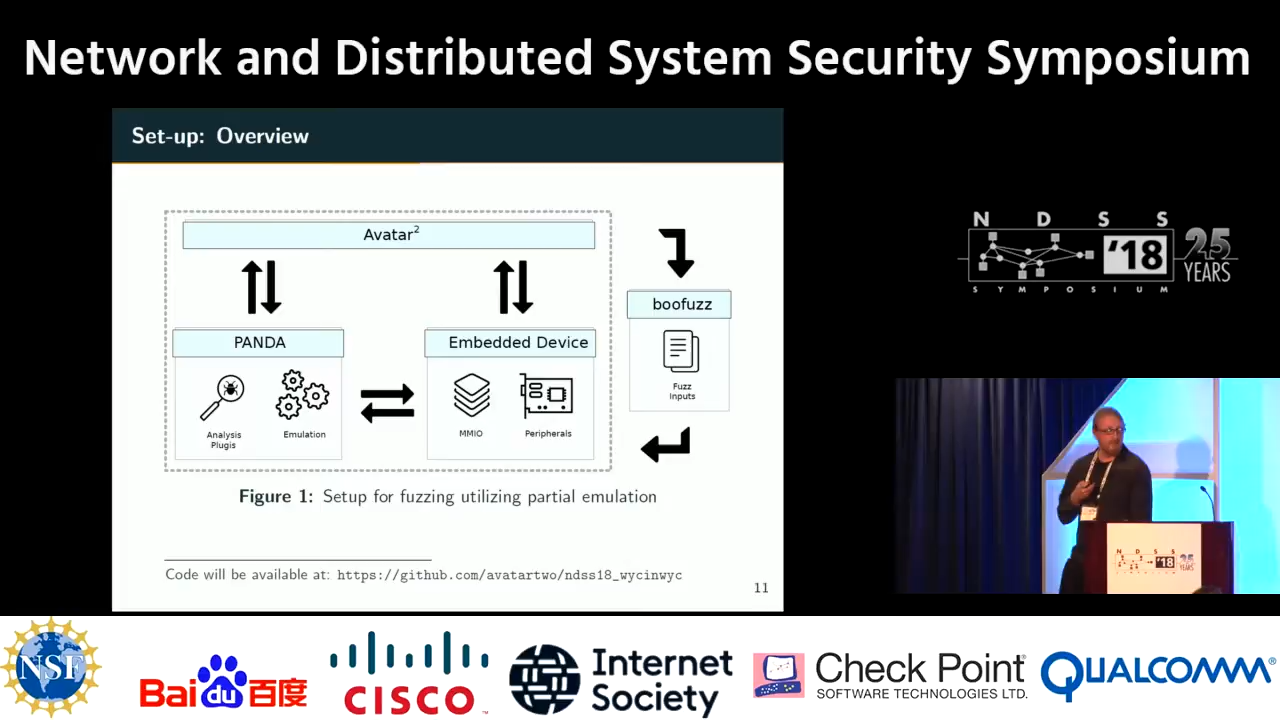 Network and Distributed System Security Symposium
Set-up: Overview
Avatar2
PANDA
Embedded Device
boofuzz
Analysis
Plugis
Emulation
MMIO
Peripherals
Fuzz
Inputs
Figure 1: Setup for fuzzing utilizing partial emulation
Code will be available at: https://github.com/avatartwo/ndss18_wycinwyc
11
N D S S
'18
25
YEARS
S Y M P O S I U M
N D S S
'18
25
NSF
Baidu百度
CISCO
Internet
Society
Check Point
SOFTWARE TECHNOLOGIES LTD.
QUALCOMM®